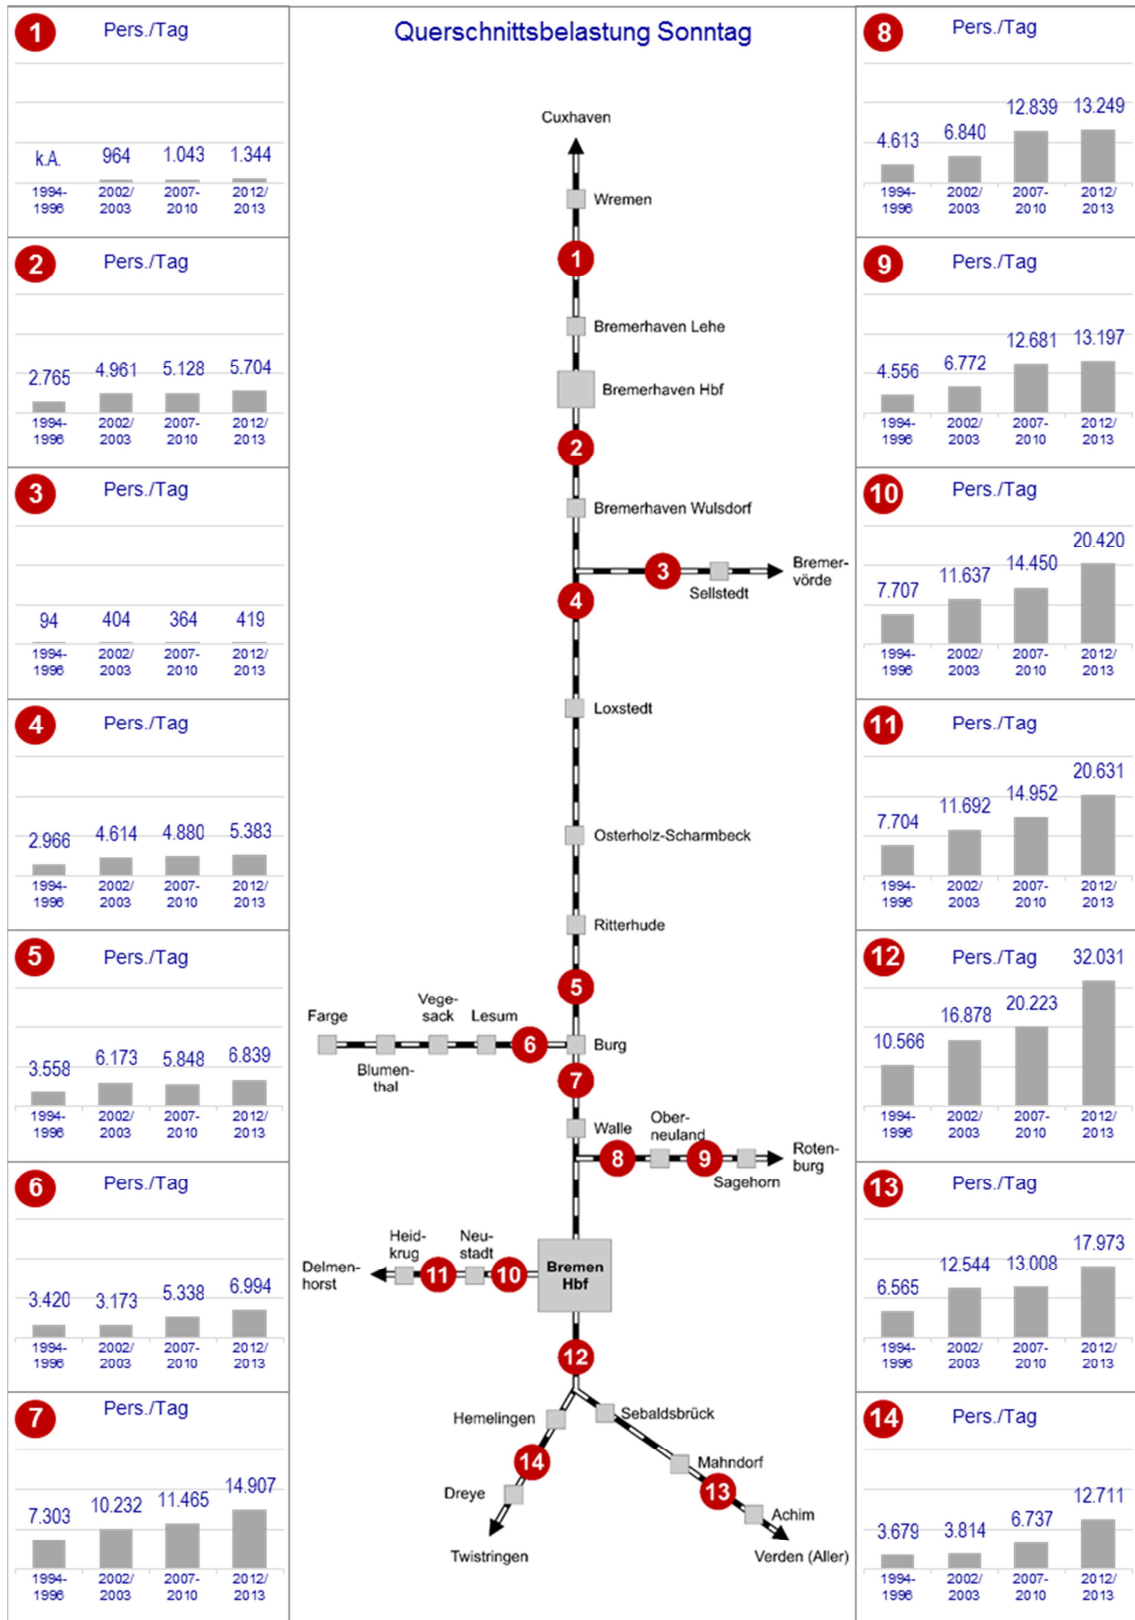 Querschnittsbelastung Sonntag
1 Pers./Tag
k.A. 964 1.043 1.344
1994- 2002/ 2007- 2012/
1996 2003 2010 2013
2 Pers./Tag
2.765 4.961 5.128 5.704
1994- 2002/ 2007- 2012/
1996 2003 2010 2013
3 Pers./Tag
94 404 364 419
1994- 2002/ 2007- 2012/
1996 2003 2010 2013
4 Pers./Tag
2.966 4.614 4.880 5.383
1994- 2002/ 2007- 2012/
1996 2003 2010 2013
5 Pers./Tag
3.558 6.173 5.848 6.839
1994- 2002/ 2007- 2012/
1996 2003 2010 2013
6 Pers./Tag
3.420 3.173 5.338 6.994
1994- 2002/ 2007- 2012/
1996 2003 2010 2013
7 Pers./Tag
7.303 10.232 11.465 14.907
1994- 2002/ 2007- 2012/
1996 2003 2010 2013
Cuxhaven
Wremen
1
Bremerhaven Lehe
Bremerhaven Hbf
2
Bremerhaven Wulsdorf
3
Sellstedt
Bremer-
vörde
4
Loxstedt
Osterholz-Scharmbeck
Ritterhude
5
Farge
Blumen-
thal
Vege-
sack
Lesum
6
Burg
7
Walle
8
Ober-
neuland
9
Sagehorn
Roten-
burg
Delmen-
horst
Heid-
krug
11
Neu-
stadt
10
Bremen
Hbf
12
Hemelingen
Sebaldsbrück
14
Mahndorf
13
Dreye
Achim
Twistringen
Verden (Aller)
8 Pers./Tag
4.613 6.840 12.839 13.249
1994- 2002/ 2007- 2012/
1996 2003 2010 2013
9 Pers./Tag
4.556 6.772 12.681 13.197
1994- 2002/ 2007- 2012/
1996 2003 2010 2013
10 Pers./Tag
7.707 11.637 14.450 20.420
1994- 2002/ 2007- 2012/
1996 2003 2010 2013
11 Pers./Tag
7.704 11.692 14.952 20.631
1994- 2002/ 2007- 2012/
1996 2003 2010 2013
12 Pers./Tag
10.566 16.878 20.223 32.031
1994- 2002/ 2007- 2012/
1996 2003 2010 2013
13 Pers./Tag
6.565 12.544 13.008 17.973
1994- 2002/ 2007- 2012/
1996 2003 2010 2013
14 Pers./Tag
3.679 3.814 6.737 12.711
1994- 2002/ 2007- 2012/
1996 2003 2010 2013